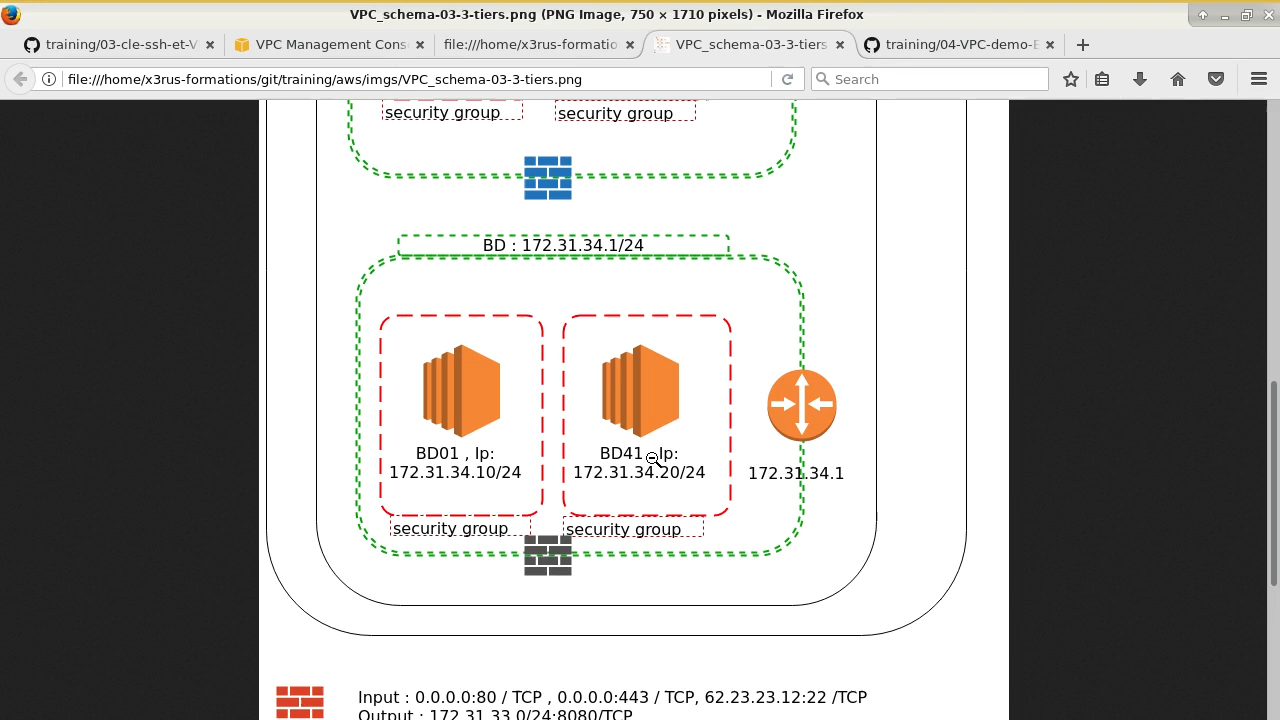 VPC_schema-03-3-tiers.png (PNG Image, 750 × 1710 pixels) - Mozilla Firefox
training/03-cle-ssh-et-V
VPC Management Cons
file:///home/x3rus-formatio
VPC_schema-03-3-tiers
training/04-VPC-demo-E
file:///home/x3rus-formations/git/training/aws/imgs/VPC_schema-03-3-tiers.png
Search
security group
security group
BD : 172.31.34.1/24
BD01 , Ip:
172.31.34.10/24
BD41 , Ip:
172.31.34.20/24
172.31.34.1
security group
security group
Input : 0.0.0.0:80 / TCP , 0.0.0.0:443 / TCP, 62.23.23.12:22 /TCP
Output : 172.31.33.0/24:8080/TCP